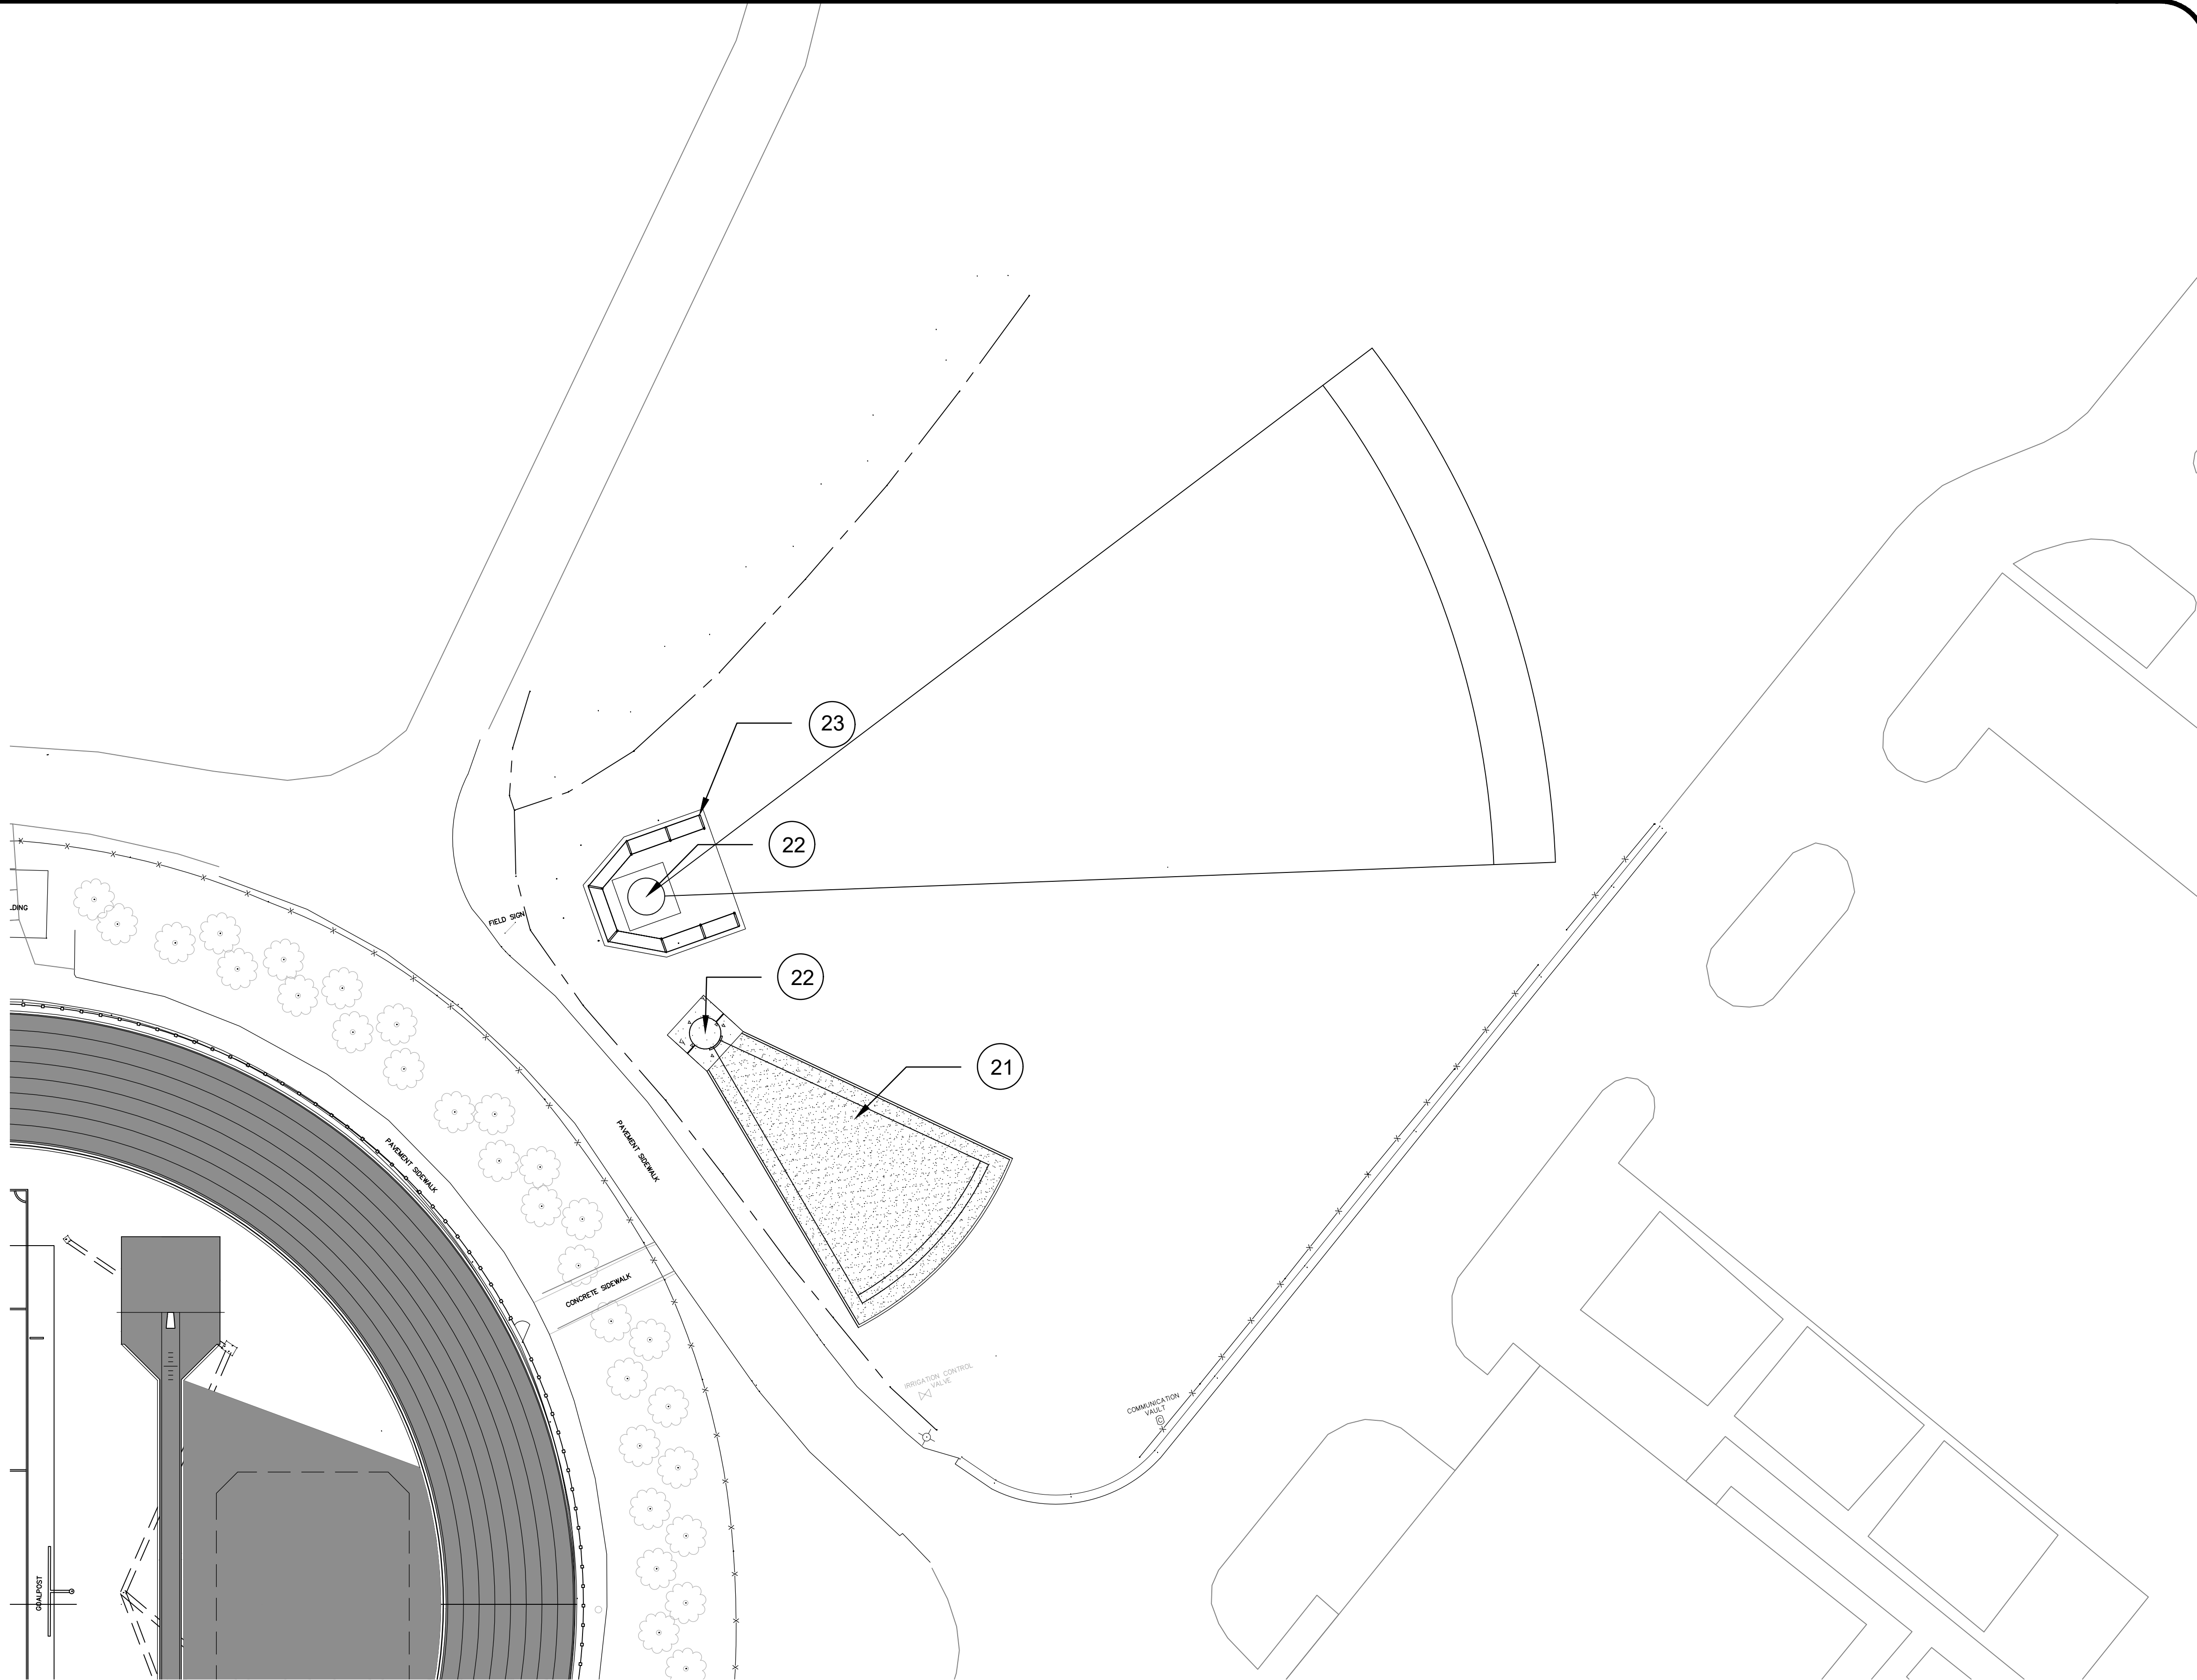 23
22
LDING
FIELD SIGN
22
21
PAVEMENT SIDEWALK
PAVEMENT SIDEWALK
CONCRETE SIDEWALK
IRRIGATION CONTROL
VALVE
COMMUNICATION
VAULT
C
GOALPOST